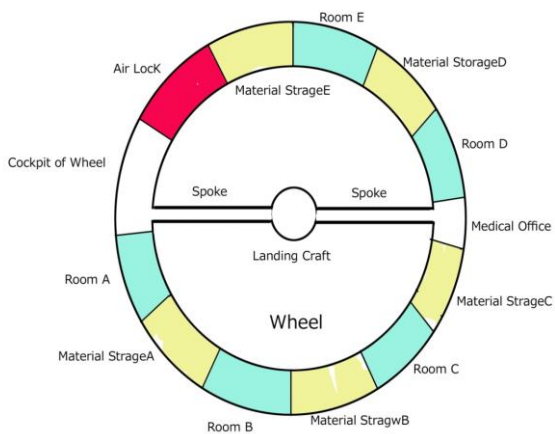 Room E
Air LocK
Material StorageD
Material StrageE
Room D
Cockpit of Wheel
Spoke
Spoke
Medical Office
Landing Craft
Room A
Material StrageC
Wheel
Material StrageA
Room C
Room B
Material StragwB